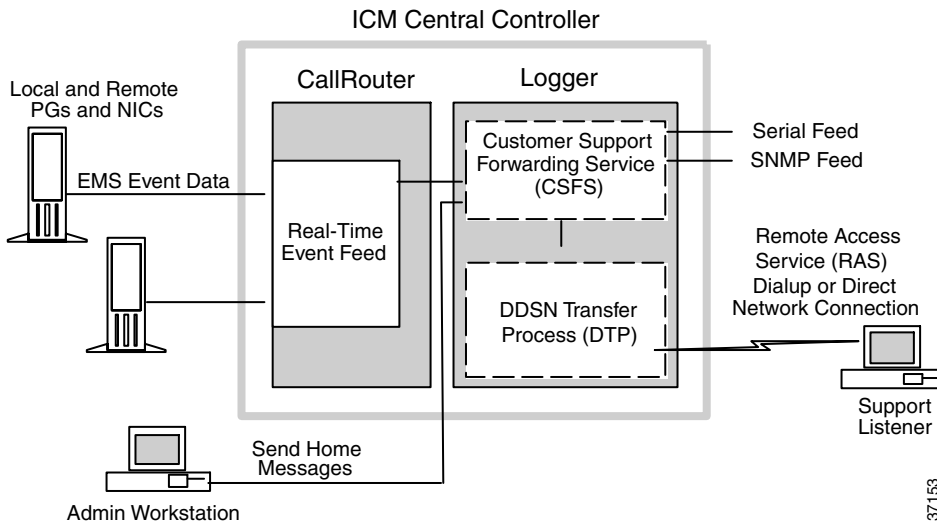 ICM Central Controller
CallRouter
Logger
Local and Remote
PGs and NICs
EMS Event Data
Real-Time
Event Feed
Customer Support
Forwarding Service
(CSFS)
Serial Feed
SNMP Feed
DDSN Transfer
Process (DTP)
Remote Access
Service (RAS)
Dialup or Direct
Network Connection
Support
Listener
Send Home
Messages
Admin Workstation
37153